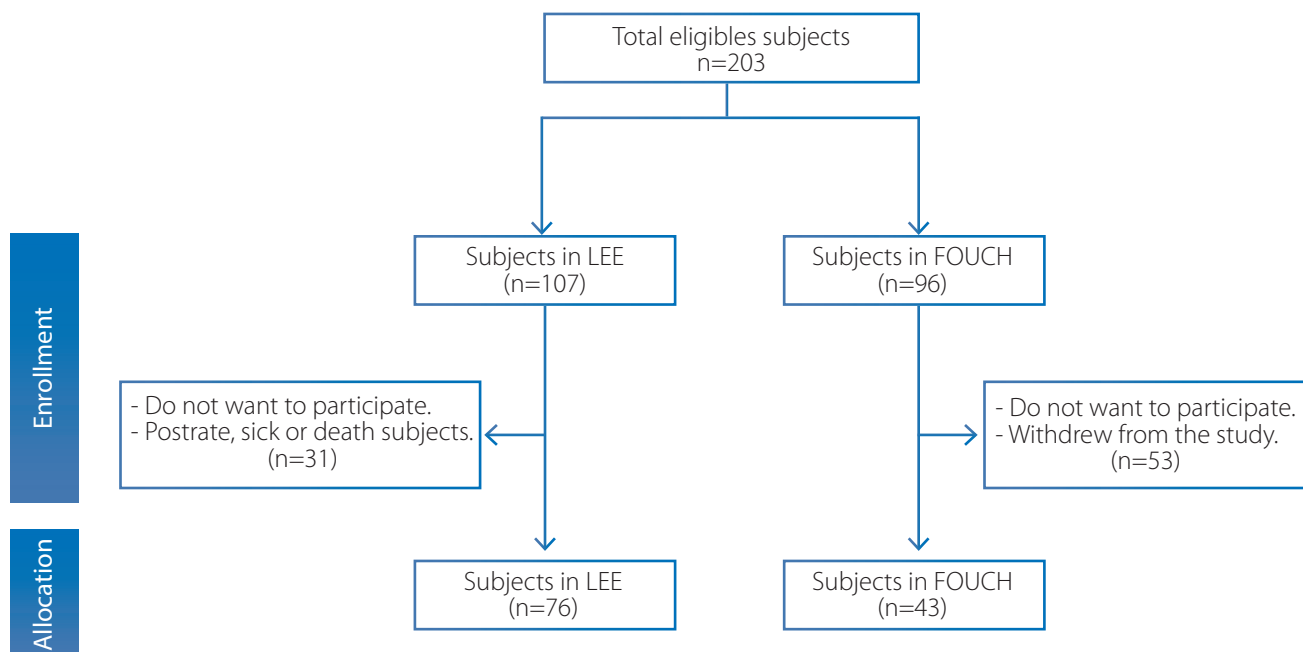 Total eligibles subjects
n=203
Enrollment
Subjects in LEE
(n=107)
Subjects in FOUCH
(n=96)
- Do not want to participate.
- Postrate, sick or death subjects.
(n=31)
- Do not want to participate.
- Withdrew from the study.
(n=53)
Allocation
Subjects in LEE
(n=76)
Subjects in FOUCH
(n=43)